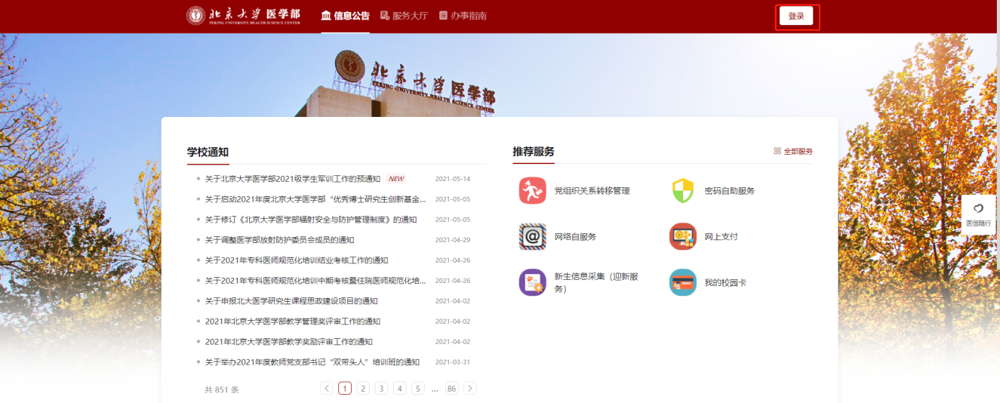 北京大学 医学部
PEKING UNIVERSITY HEALTH SCIENCE CENTER
信息公告
服务大厅
办事指南
登录
北京大学医学部
PEKING UNIVERSITY HEALTH SCIENCE CENTER
学校通知
关于北京大学医学部2021级学生军训工作的预通知 NEW 2021-05-14
关于启动2021年度北京大学医学部“优秀博士研究生创新基金... 2021-05-05
关于修订《北京大学医学部辐射安全与防护管理制度》的通知 2021-05-05
关于调整医学部放射防护委员会成员的通知 2021-04-29
关于2021年专科医师规范化培训结业考核工作的通知 2021-04-26
关于2021年专科医师规范化培训中期考核暨住院医师规范化培... 2021-04-26
关于申报北大医学研究生课程思政建设项目的通知 2021-04-02
2021年北京大学医学部教学管理奖评审工作的通知 2021-04-02
2021年北京大学医学部教学奖励评审工作的通知 2021-04-02
关于举办2021年度教师党支部书记“双带头人”培训班的通知 2021-03-31
共 851 条
1 2 3 4 5 ... 86
推荐服务
全部服务
党组织关系转移管理
密码自助服务
网络自服务
网上支付
新生信息采集（迎新服
务）
我的校园卡
医信随行